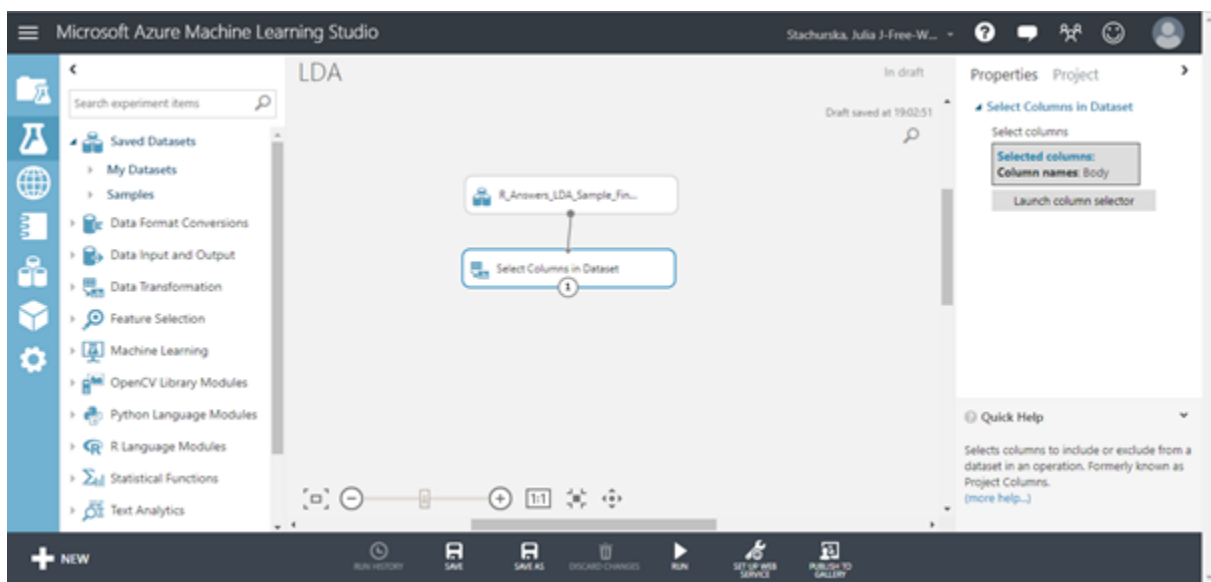 Microsoft Azure Machine Learning Studio
Stachurska, Julia J-Free-W...
Search experiment items
Saved Datasets
My Datasets
Samples
Data Format Conversions
Data Input and Output
Data Transformation
Feature Selection
Machine Learning
OpenCV Library Modules
Python Language Modules
R Language Modules
Statistical Functions
Text Analytics
LDA
In draft
Draft saved at 19:02:51
R_Answers_LDA_Sample_Fin...
Select Columns in Dataset
1
1:1
Properties Project
Select Columns in Dataset
Select columns
Selected columns:
Column names: Body
Launch column selector
Quick Help
Selects columns to include or exclude from a
dataset in an operation. Formerly known as
Project Columns.
(more help...)
NEW
RUN HISTORY
SAVE
SAVE AS
DISCARD CHANGES
RUN
SET UP WEB
SERVICE
PUBLISH TO
GALLERY